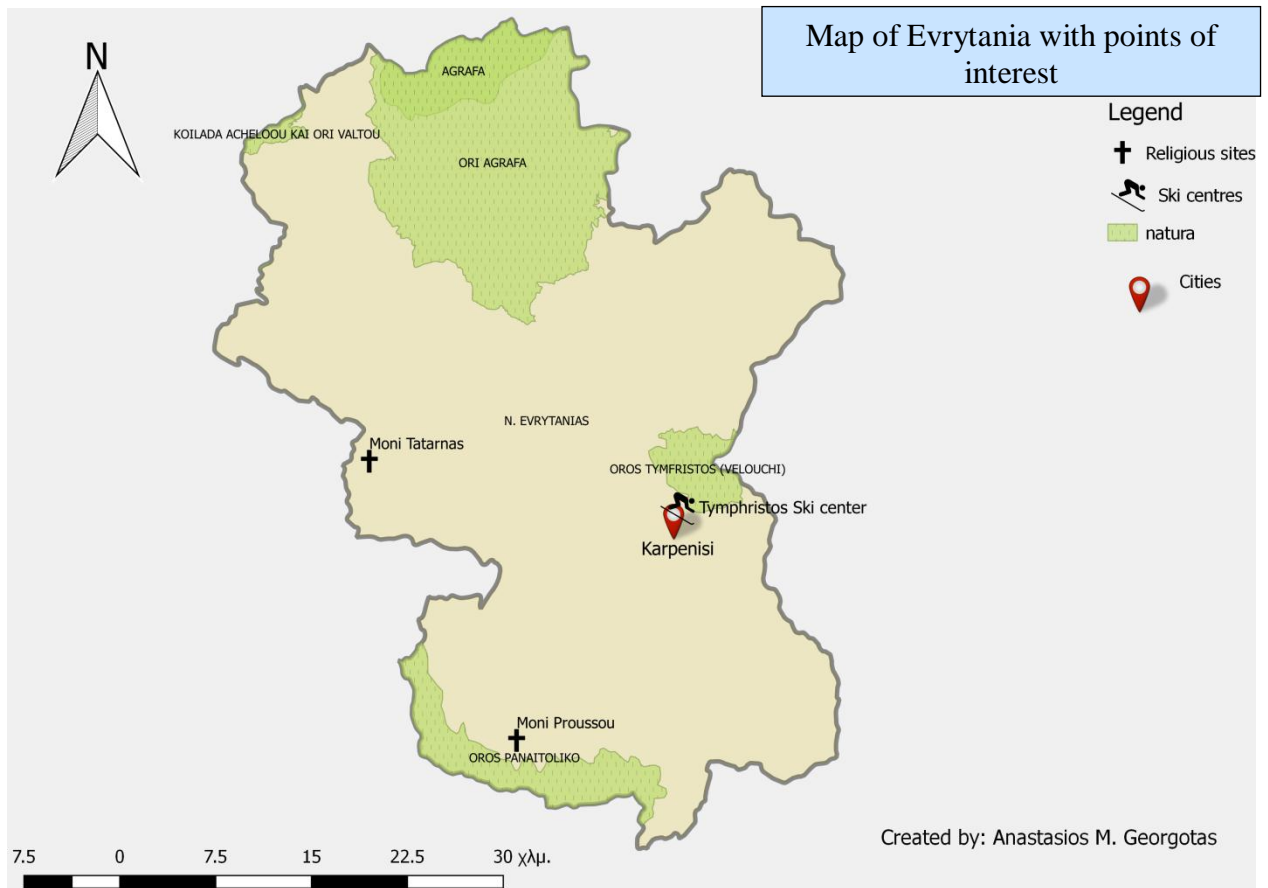 Map of Evrytania with points of
interest
N
Legend
Religious sites
Ski centres
natura
Cities
AGRAFA
KOILADA ACHELOOU KAI ORI VALTOU
ORI AGRAFA
N. EVRYTANIAS
Moni Tatarnas
OROS TYMFRISTOS (VELOUCHI)
Tymphristos Ski center
Karpenisi
Moni Proussou
OROS PANAITOLIKO
Created by: Anastasios M. Georgotas
7.5 0 7.5 15 22.5 30 χλμ.